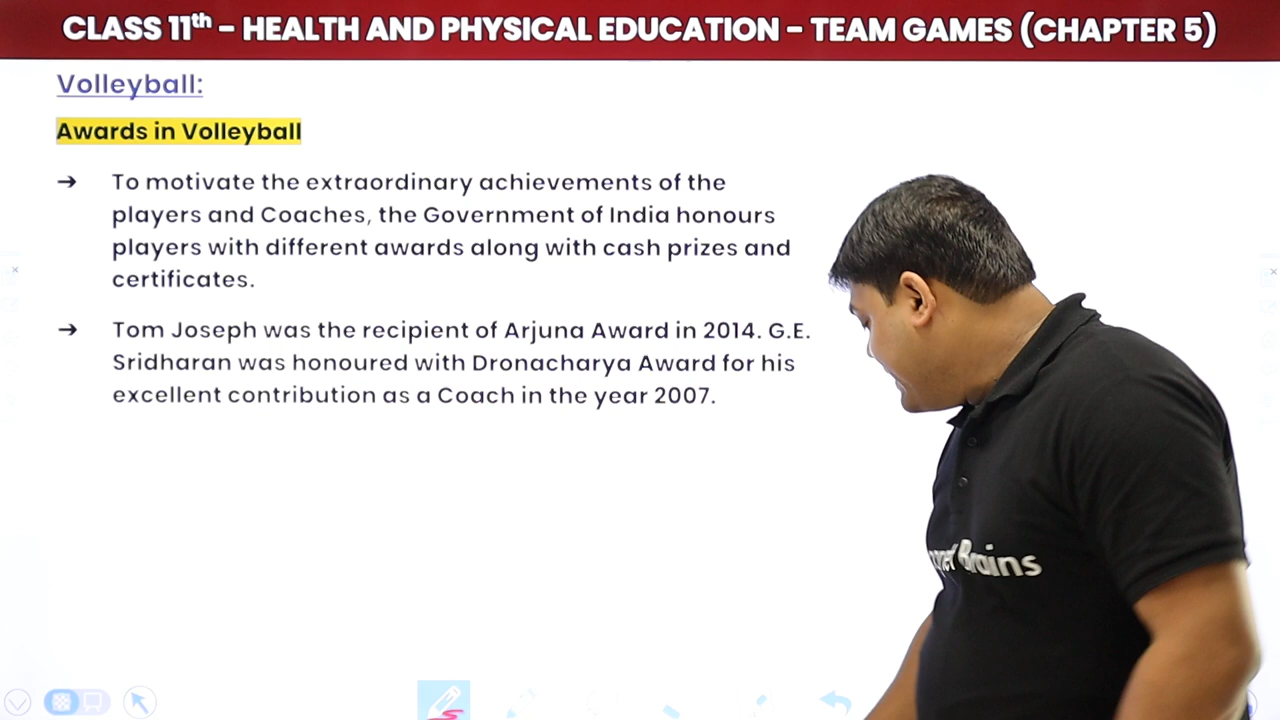 CLASS 11th - HEALTH AND PHYSICAL EDUCATION - TEAM GAMES (CHAPTER 5)
Volleyball:
Awards in Volleyball
→ To motivate the extraordinary achievements of the
players and Coaches, the Government of India honours
players with different awards along with cash prizes and
certificates.
→ Tom Joseph was the recipient of Arjuna Award in 2014. G.E.
Sridharan was honoured with Dronacharya Award for his
excellent contribution as a Coach in the year 2007.
Brains